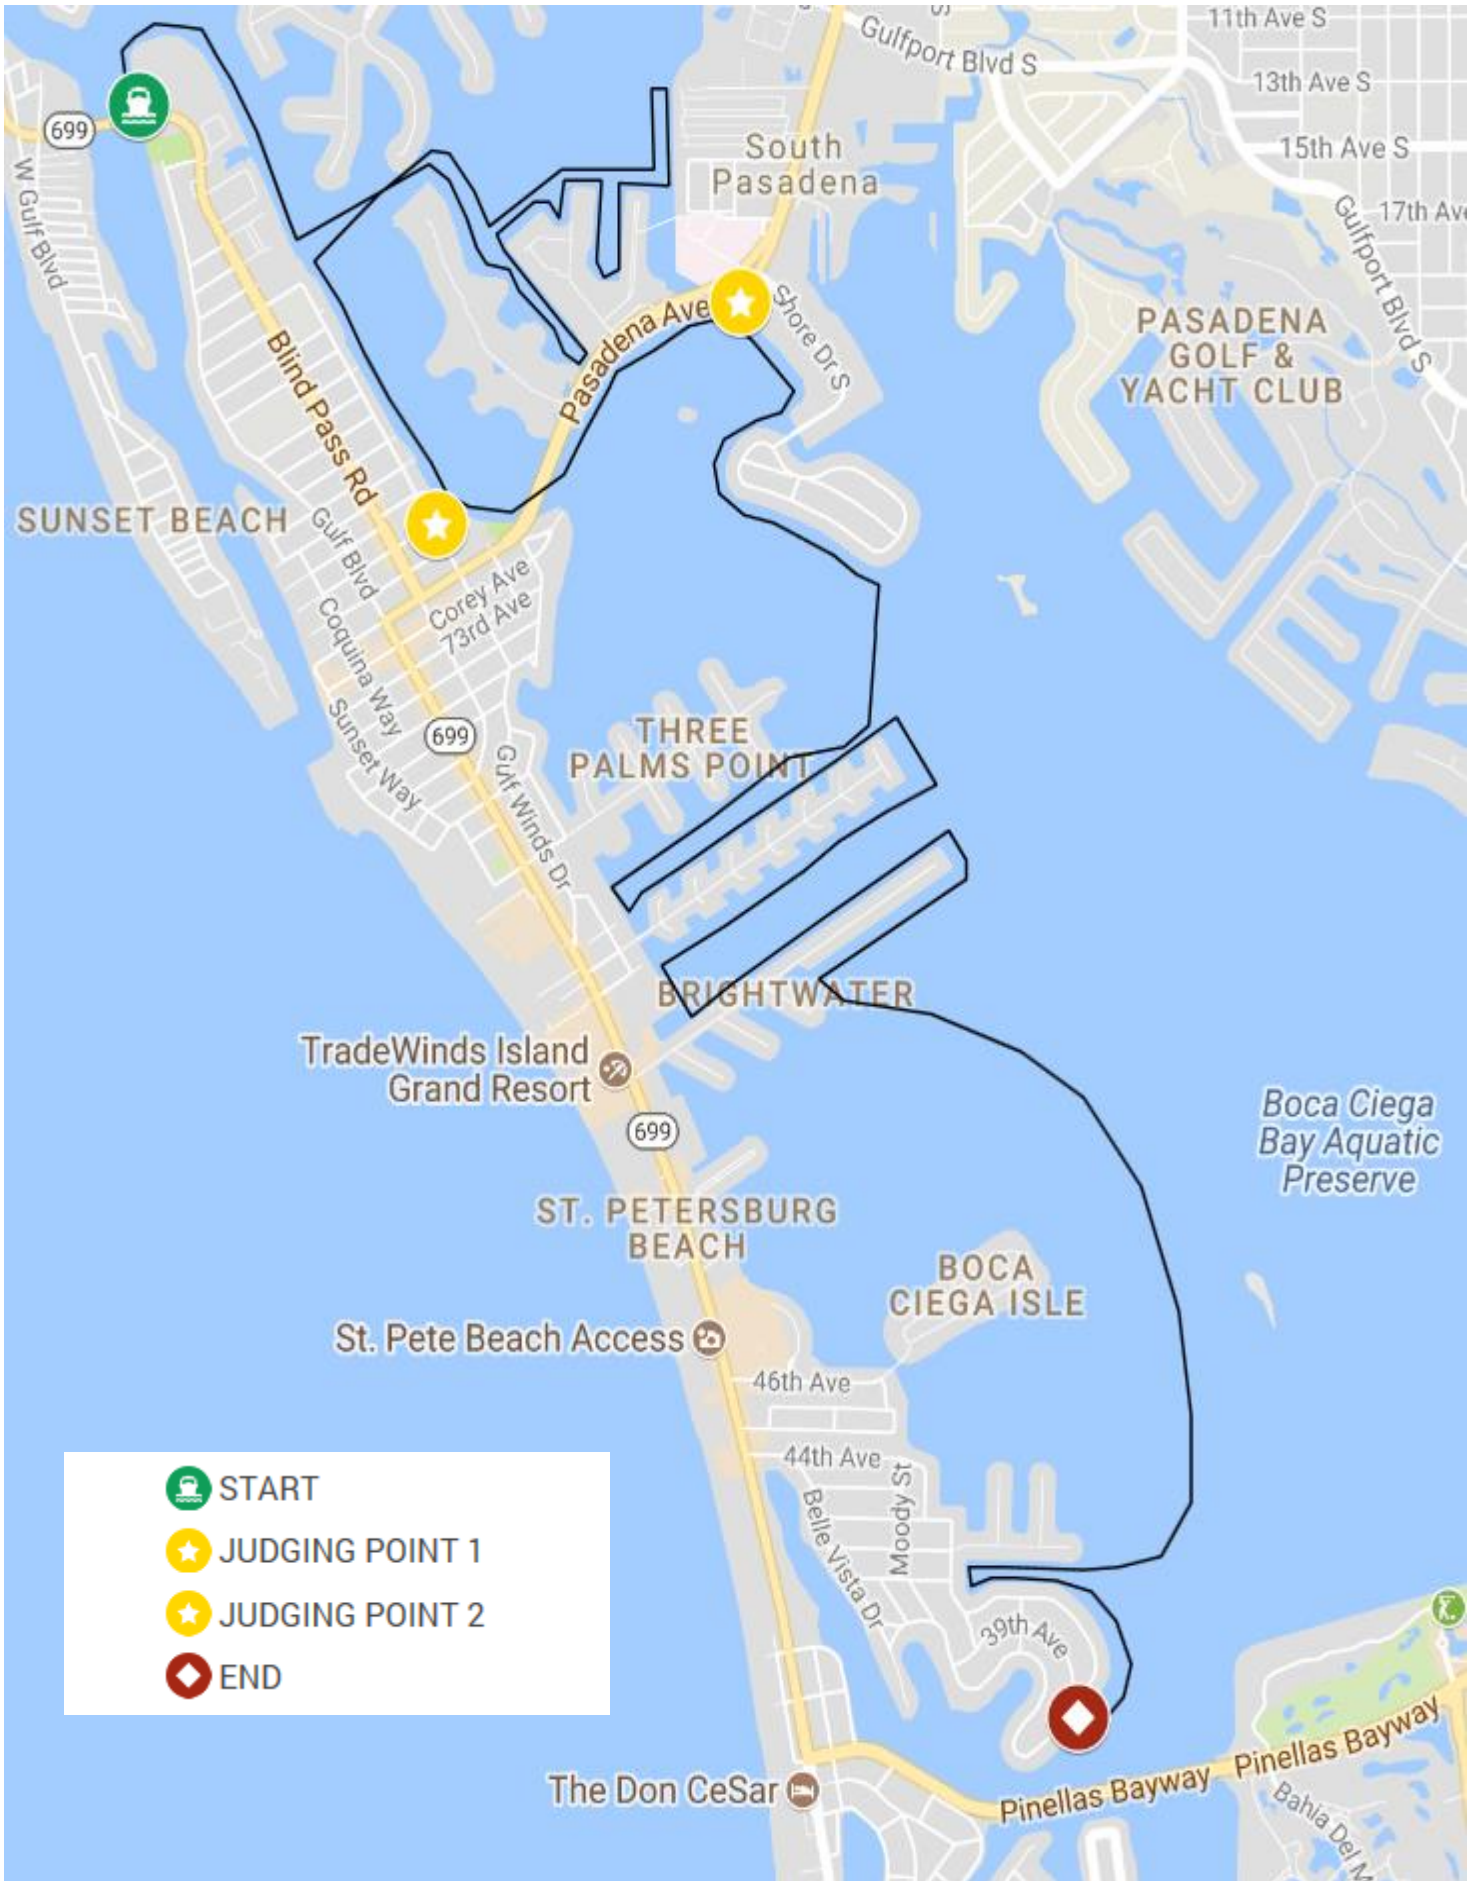 11th Ave S
Gulfport Blvd S
13th Ave S
699
South
Pasadena
15th Ave S
W Gulf Blvd
17th Ave
Gulfport Blvd S
Shore Dr S
Pasadena Ave
PASADENA
GOLF &
YACHT CLUB
Blind Pass Rd
SUNSET BEACH
Gulf Blvd
Corey Ave
73rd Ave
Coquina Way
Sunset Way
699
THREE
PALMS POINT
Gulf Winds Dr
BRIGHTWATER
TradeWinds Island
Grand Resort
699
Boca Ciega
Bay Aquatic
Preserve
ST. PETERSBURG
BEACH
BOCA
CIEGA ISLE
St. Pete Beach Access
46th Ave
44th Ave
Moody St
Belle Vista Dr
START
JUDGING POINT 1
JUDGING POINT 2
END
39th Ave
The Don CeSar
Pinellas Bayway
Pinellas Bayway
Bahia Del M